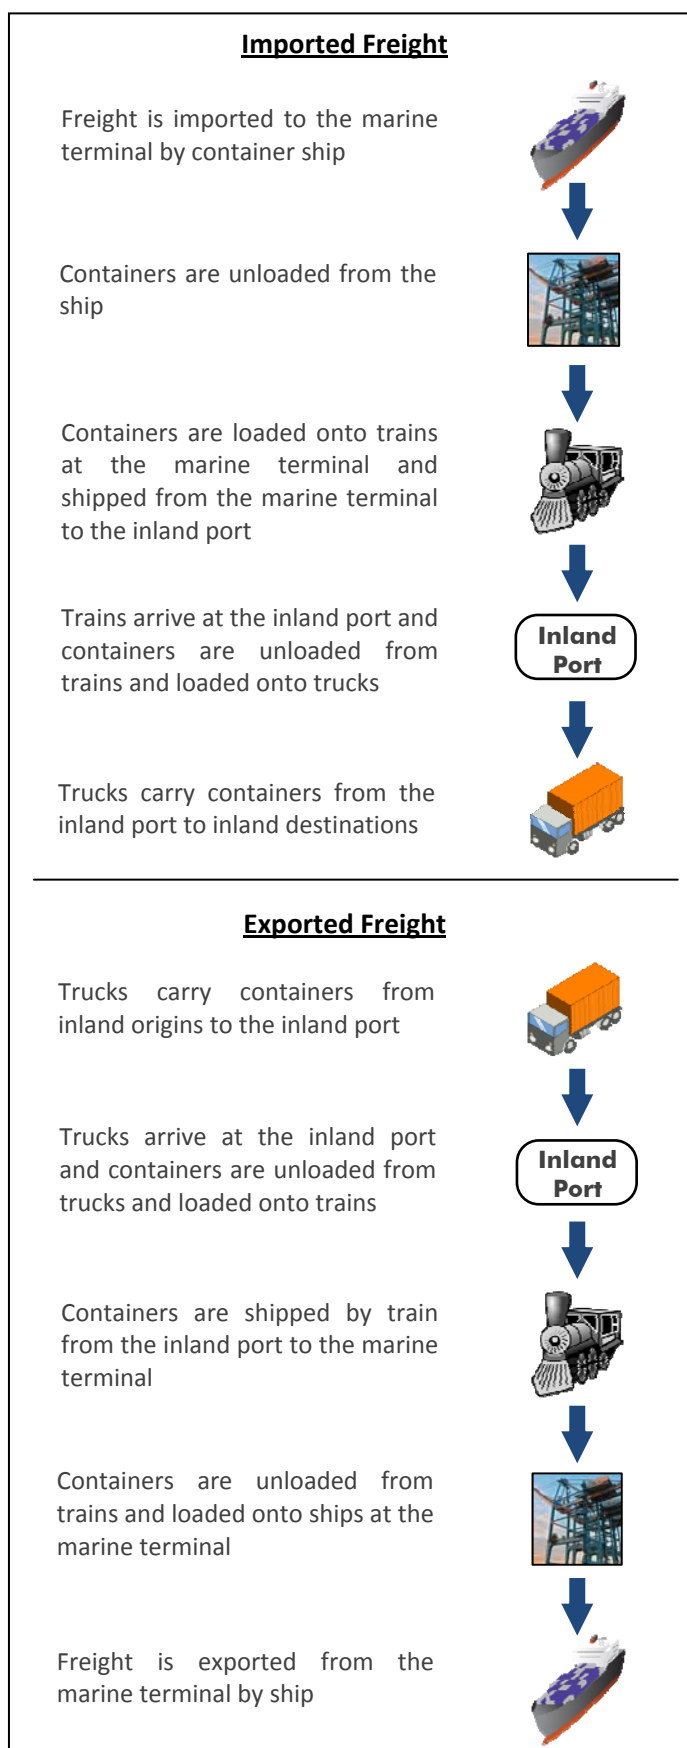 Imported Freight
Freight is imported to the marine
terminal by container ship
Containers are unloaded from the
ship
Containers are loaded onto trains
at the marine terminal and
shipped from the marine terminal
to the inland port
Trains arrive at the inland port and
containers are unloaded from
trains and loaded onto trucks
Inland
Port
Trucks carry containers from the
inland port to inland destinations
Exported Freight
Trucks carry containers from
inland origins to the inland port
Trucks arrive at the inland port
and containers are unloaded from
trucks and loaded onto trains
Inland
Port
Containers are shipped by train
from the inland port to the marine
terminal
Containers are unloaded from
trains and loaded onto ships at the
marine terminal
Freight is exported from the
marine terminal by ship